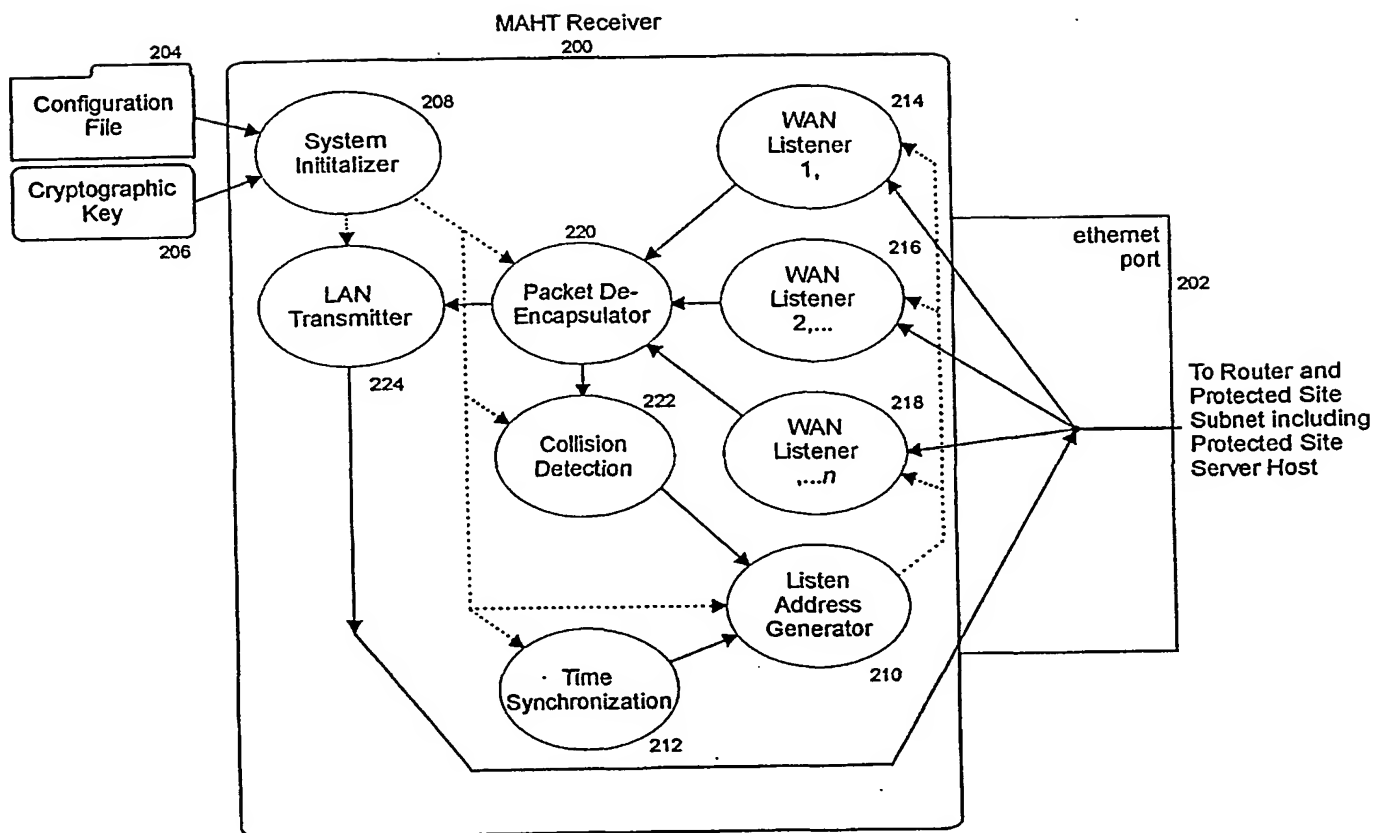 MAHT Receiver
200
204
Configuration
File
Cryptographic
Key
206
208
System
Inititalizer
214
WAN
Listener
1,
220
Packet De-
Encapsulator
216
WAN
Listener
2,...
ethernet
port
202
LAN
Transmitter
224
222
Collision
Detection
218
WAN
Listener
,...n
To Router and
Protected Site
Subnet including
Protected Site
Server Host
Listen
Address
Generator
210
Time
Synchronization
212